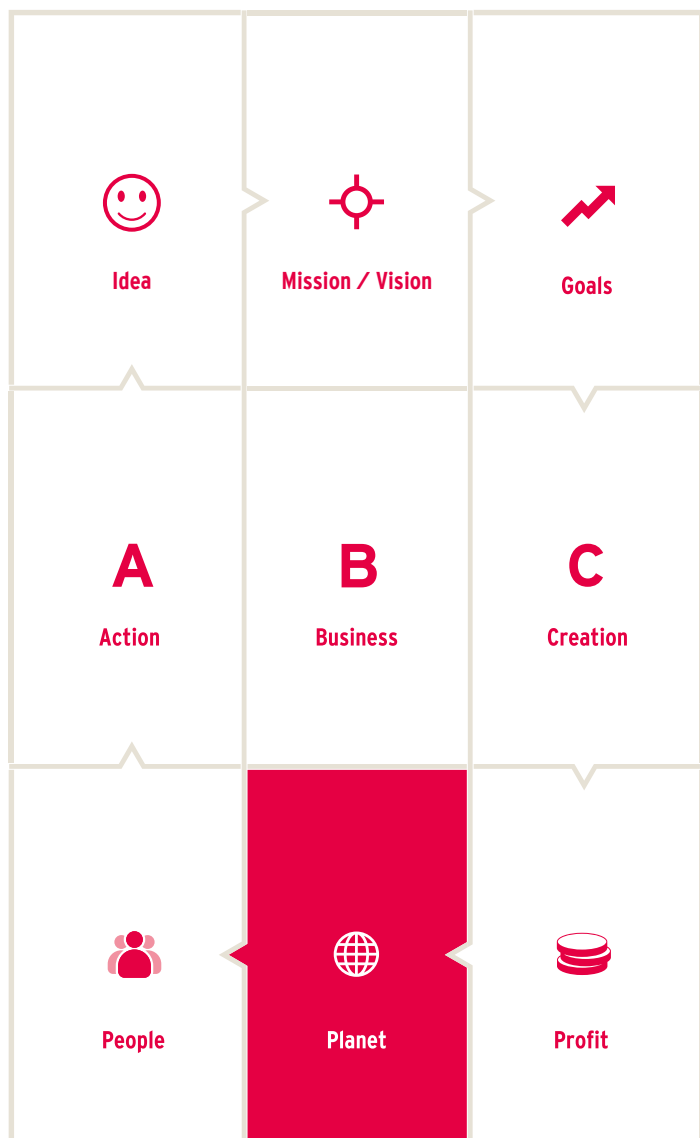 Idea
Mission / Vision
Goals
A
Action
B
Business
C
Creation
People
Planet
Profit